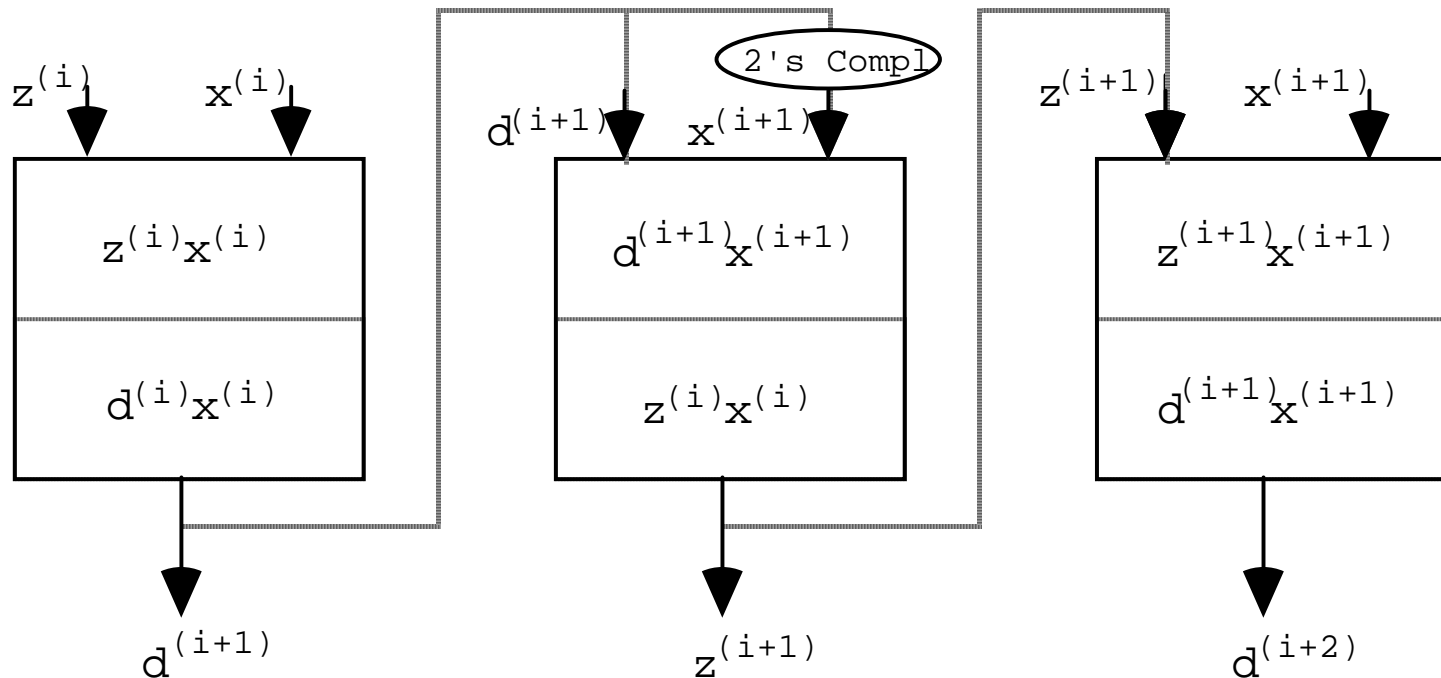 2's Compl
z(i) x(i) d(i+1) x(i+1) z(i+1) x(i+1)
z(i)x(i) d(i+1)x(i+1) z(i+1)x(i+1)
d(i)x(i) z(i)x(i) d(i+1)x(i+1)
d(i+1) z(i+1) d(i+2)